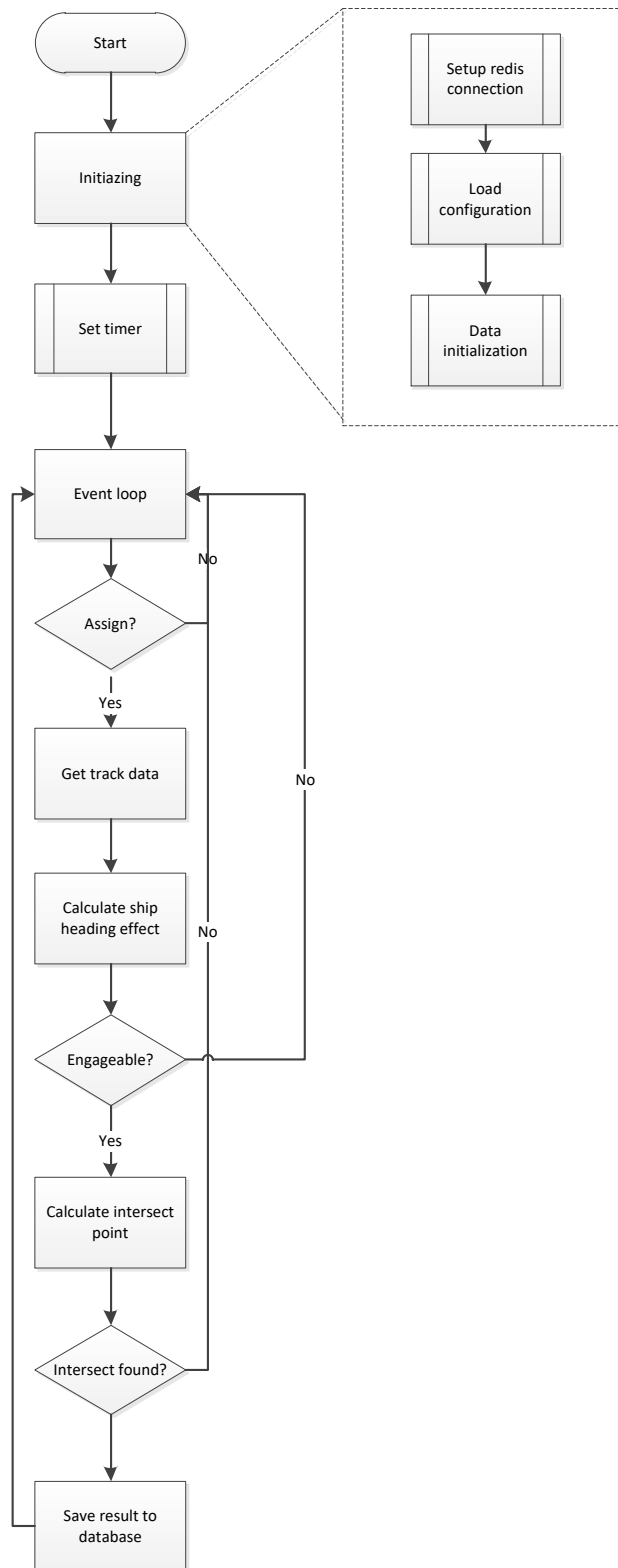 Start
Initiazing
Set timer
Event loop
No
Assign?
Yes
Get track data
Calculate ship
heading effect
No
Engageable?
Yes
Calculate intersect
point
Intersect found?
Save result to
database
No
Setup redis
connection
Load
configuration
Data
initialization